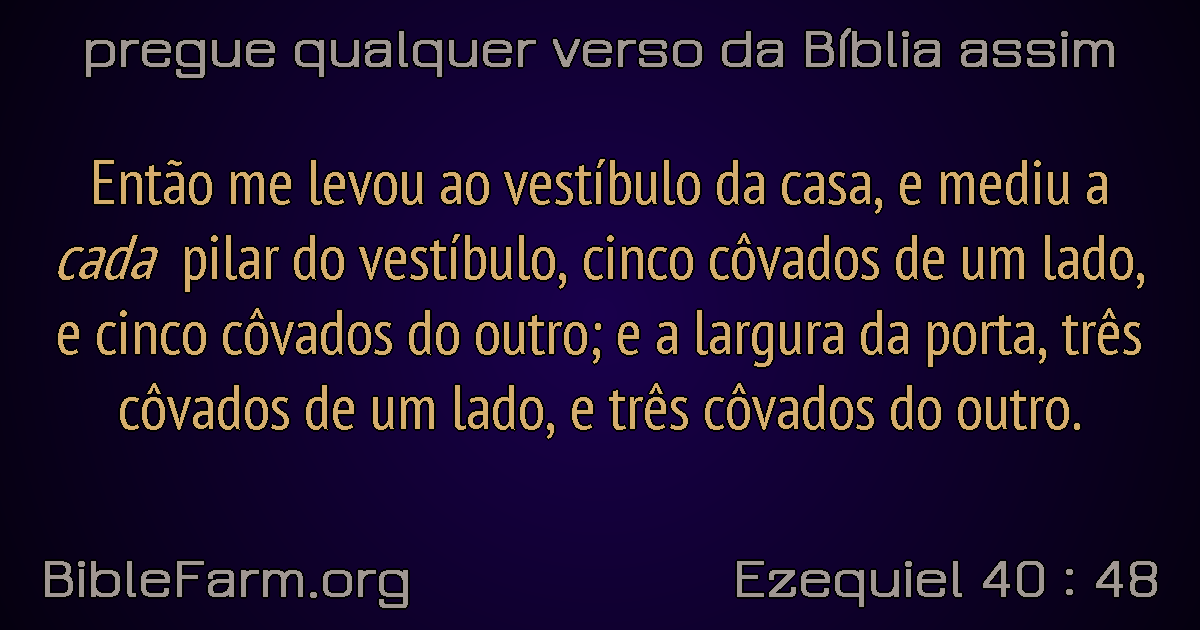 pregue qualquer verso da Bíblia assim
Então me levou ao vestíbulo da casa, e mediu a
cada pilar do vestíbulo, cinco côvados de um lado,
e cinco côvados do outro; e a largura da porta, três
côvados de um lado, e três côvados do outro.
BibleFarm.org
Ezequiel 40 : 48